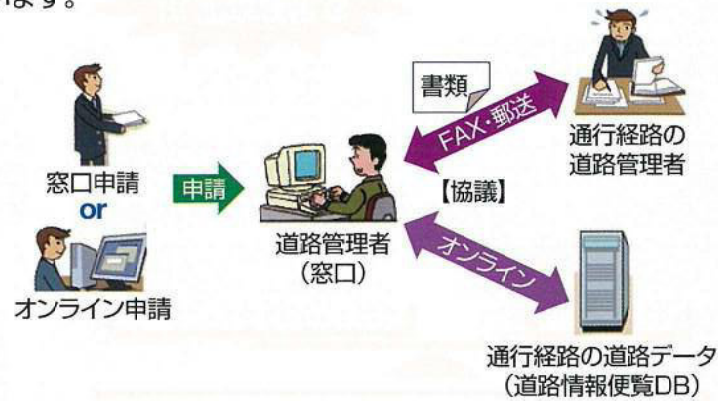 ます。
窓口申請
or
オンライン申請
申請
道路管理者
（窓口）
書類
FAX・郵送
【協議】
オンライン
通行経路の
道路管理者
通行経路の道路データ
（道路情報便覧DB）